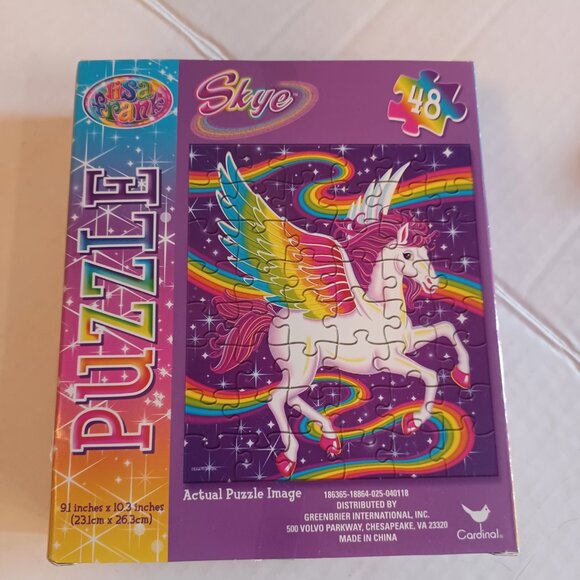 lisa
frank
Skye™
48
PUZZLE
Actual Puzzle Image
186365-18864-025-040118
DISTRIBUTED BY
GREENBRIER INTERNATIONAL, INC.
500 VOLVO PARKWAY, CHESAPEAKE, VA 23320
MADE IN CHINA
9.1 inches x 10.3 inches
(23.1cm x 26.3cm)
Cardinal®